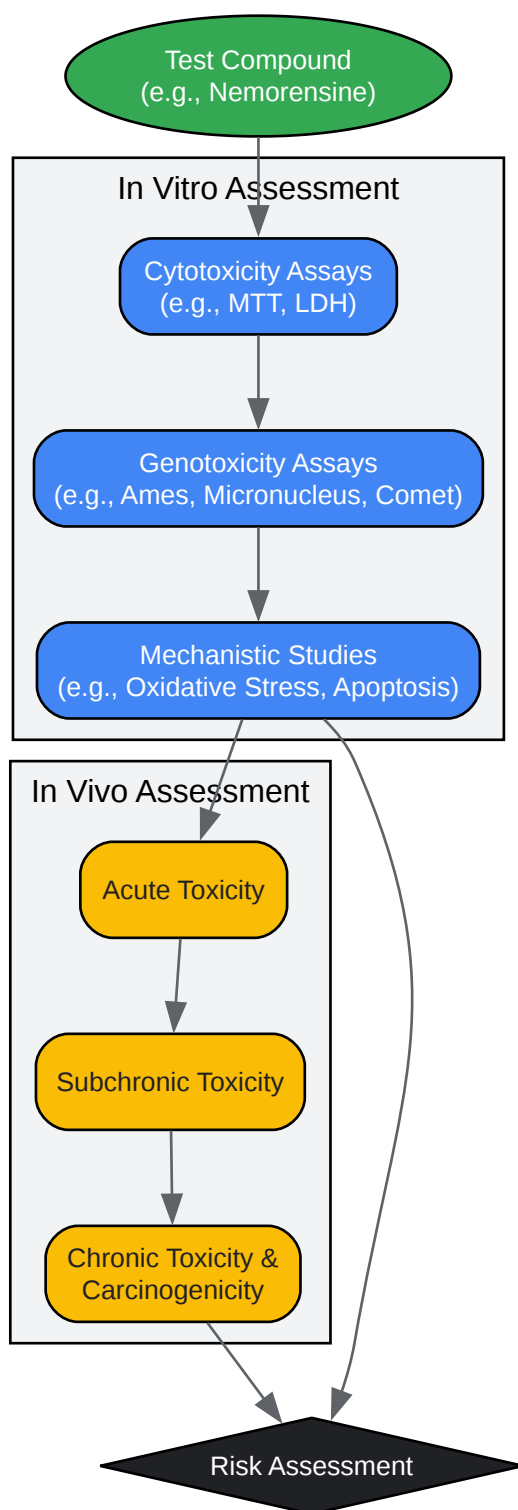 Test Compound
(e.g., Nemorensine)
In Vitro Assessment
Cytotoxicity Assays
(e.g., MTT, LDH)
Genotoxicity Assays
(e.g., Ames, Micronucleus, Comet)
Mechanistic Studies
(e.g., Oxidative Stress, Apoptosis)
In Vivo Assessment
Acute Toxicity
Subchronic Toxicity
Chronic Toxicity &
Carcinogenicity
Risk Assessment